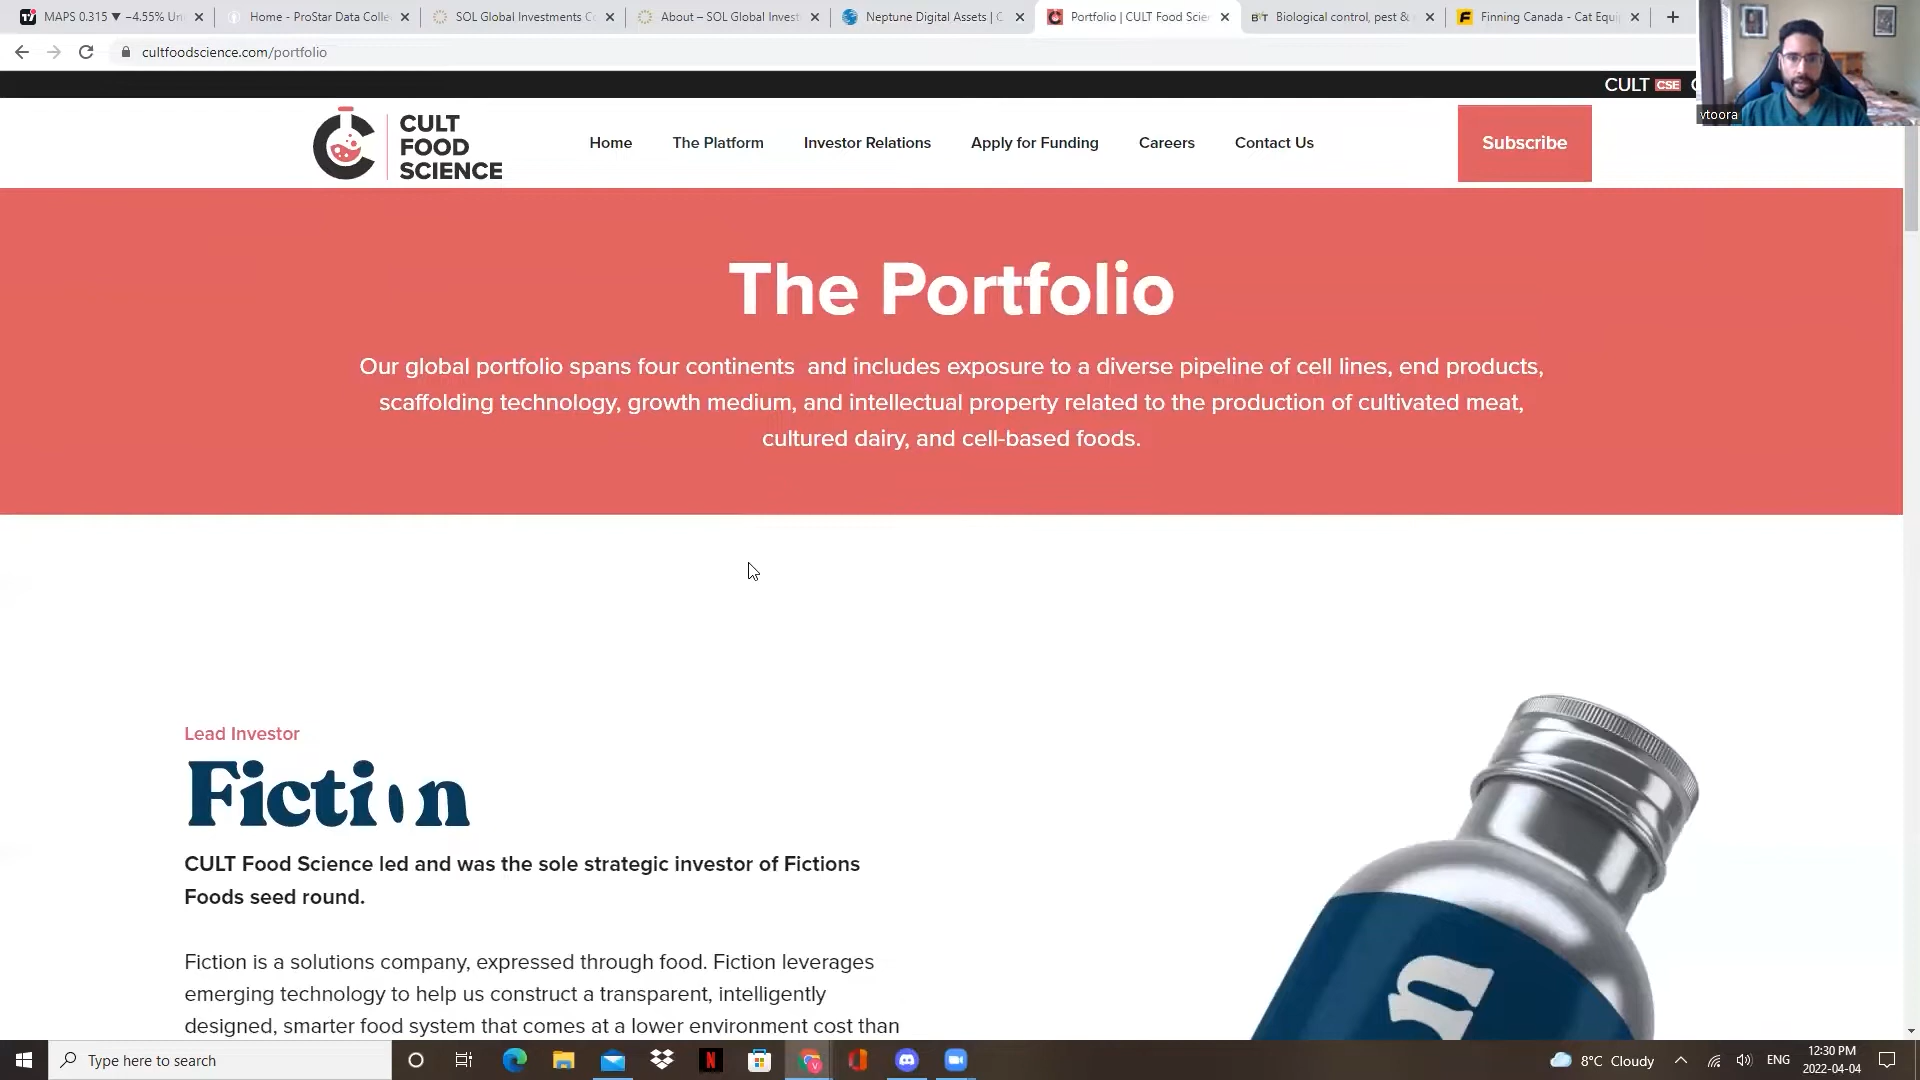 MAPS 0.315 ▼ −4.55% Un
Home - ProStar Data Colle
SOL Global Investments Co
About – SOL Global Invest
Neptune Digital Assets | C
Portfolio | CULT Food Scien
Biological control, pest &
Finning Canada - Cat Equi
cultfoodscience.com/portfolio
CULT CSE
vtoora
CULT
FOOD
SCIENCE
Home
The Platform
Investor Relations
Apply for Funding
Careers
Contact Us
Subscribe
The Portfolio
Our global portfolio spans four continents and includes exposure to a diverse pipeline of cell lines, end products,
scaffolding technology, growth medium, and intellectual property related to the production of cultivated meat,
cultured dairy, and cell-based foods.
Lead Investor
Fiction
CULT Food Science led and was the sole strategic investor of Fictions
Foods seed round.
Fiction is a solutions company, expressed through food. Fiction leverages
emerging technology to help us construct a transparent, intelligently
designed, smarter food system that comes at a lower environment cost than
n
Type here to search
8°C Cloudy
ENG
12:30 PM
2022-04-04